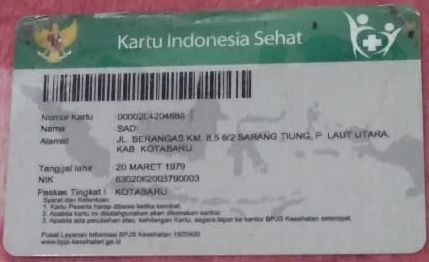 Kartu Indonesia Sehat
Nomor Kartu 0000204204686
Nama SADI
Alamat JL. BERANGAS KM. 8,5 6/2 SARANG TIUNG, P. LAUT UTARA,
KAB. KOTABARU
Tanggal lahir 20 MARET 1979
NIK 6302062003790003
Faskes Tingkat I KOTABARU
Syarat dan Ketentuan:
1. Kartu Peserta harap dibawa ketika berobat.
2. Apabila kartu ini disalahgunakan akan dikenakan sanksi.
3. Apabila ada perubahan atau kehilangan Kartu, segera lapor ke kantor BPJS Kesehatan setempat.
Pusat Layanan Informasi BPJS Kesehatan 1500400
www.bpjs-kesehatan.go.id